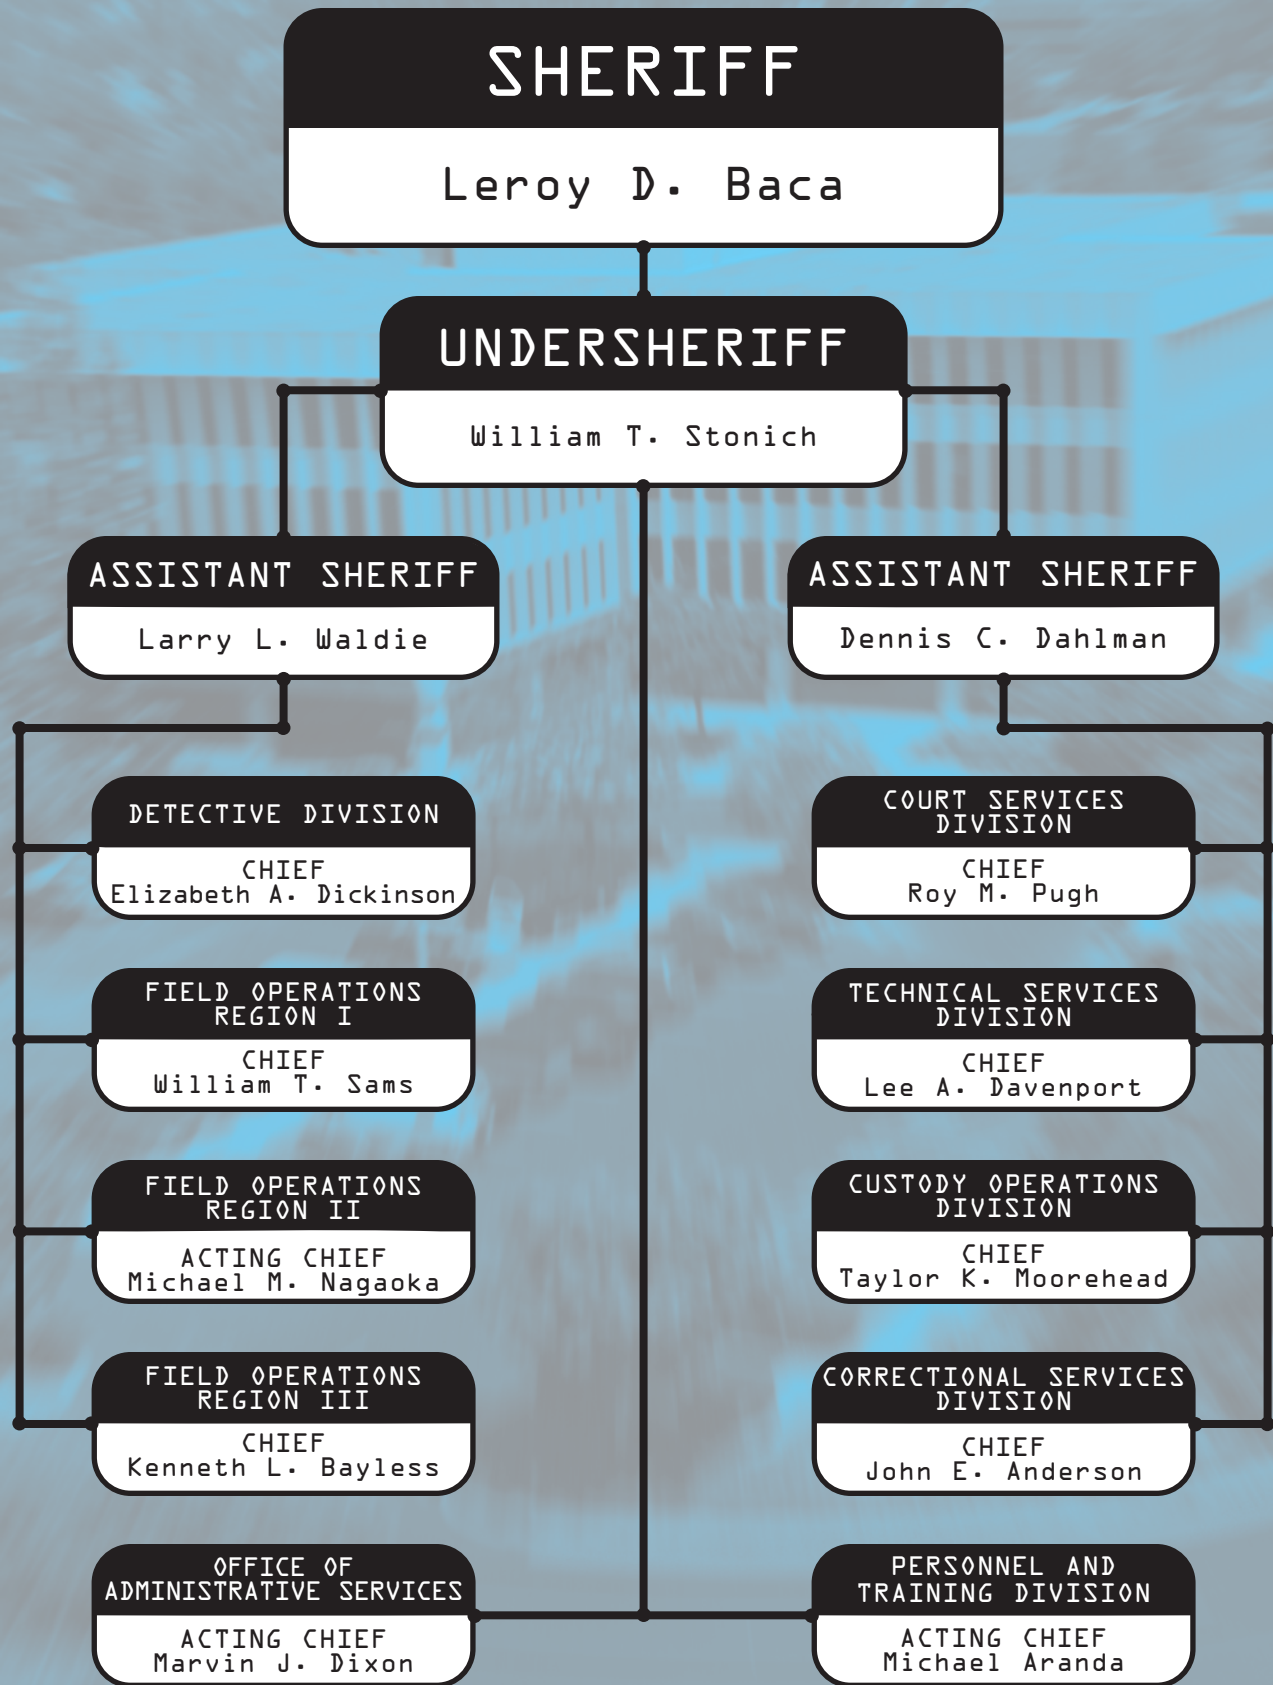 SHERIFF
Leroy D. Baca
UNDERSHERIFF
William T. Stonich
ASSISTANT SHERIFF
Larry L. Waldie
ASSISTANT SHERIFF
Dennis C. Dahlman
DETECTIVE DIVISION
CHIEF
Elizabeth A. Dickinson
FIELD OPERATIONS
REGION I
CHIEF
William T. Sams
FIELD OPERATIONS
REGION II
ACTING CHIEF
Michael M. Nagaoka
FIELD OPERATIONS
REGION III
CHIEF
Kenneth L. Bayless
COURT SERVICES
DIVISION
CHIEF
Roy M. Pugh
TECHNICAL SERVICES
DIVISION
CHIEF
Lee A. Davenport
CUSTODY OPERATIONS
DIVISION
CHIEF
Taylor K. Moorehead
CORRECTIONAL SERVICES
DIVISION
CHIEF
John E. Anderson
OFFICE OF
ADMINISTRATIVE SERVICES
ACTING CHIEF
Marvin J. Dixon
PERSONNEL AND
TRAINING DIVISION
ACTING CHIEF
Michael Aranda